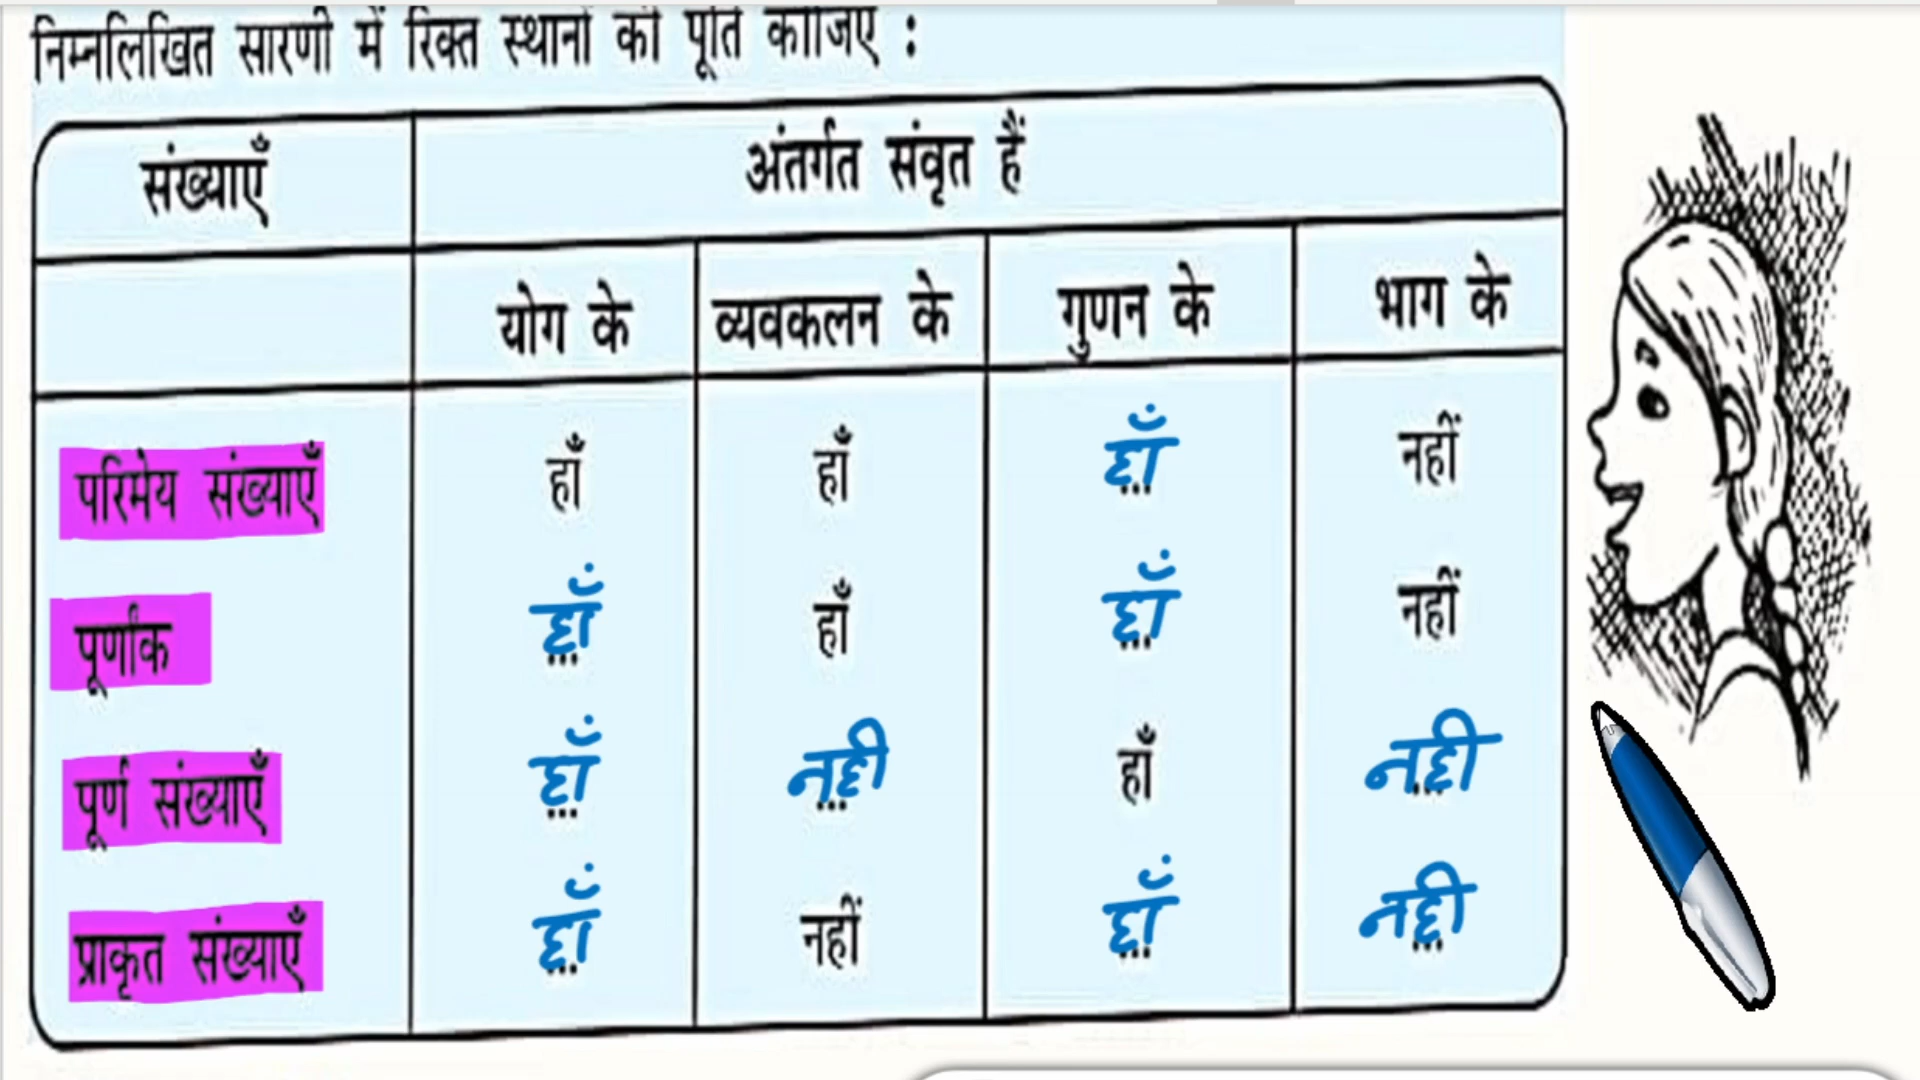 निम्नलिखित सारणी में रिक्त स्थानों की पूर्ति कीजिए :
संख्याएँ अंतर्गत संवृत हैं
योग के व्यवकलन के गुणन के भाग के
परिमेय संख्याएँ हाँ हाँ हाँ नहीं
पूर्णांक हाँ हाँ हाँ नहीं
पूर्ण संख्याएँ हाँ नही हाँ नही
प्राकृत संख्याएँ हाँ नहीं हाँ नही